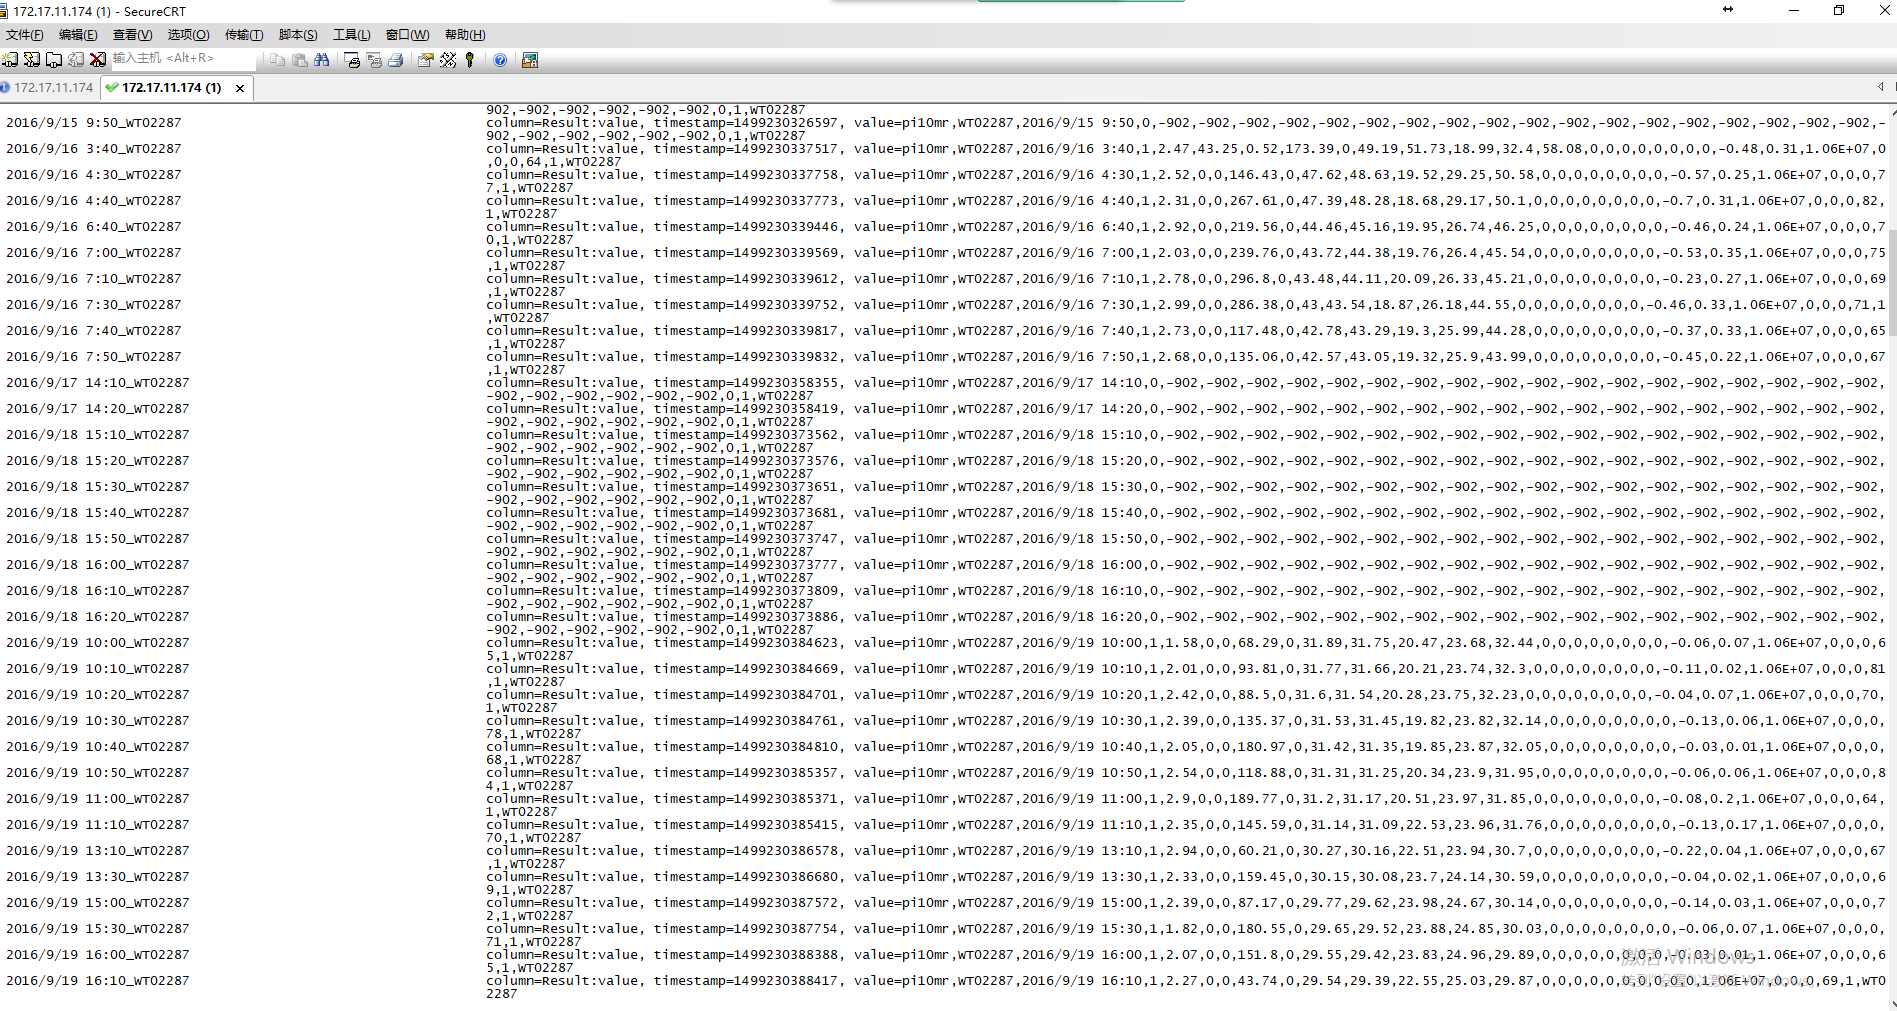 172.17.11.174 (1) - SecureCRT
文件(F) 编辑(E) 查看(V) 选项(O) 传输(T) 脚本(S) 工具(L) 窗口(W) 帮助(H)
输入主机 <Alt+R>
172.17.11.174 172.17.11.174 (1)
902,-902,-902,-902,-902,-902,0,1,WT02287
2016/9/15 9:50_WT02287 column=Result:value, timestamp=1499230326597, value=pi10mr,WT02287,2016/9/15 9:50,0,-902,-902,-902,-902,-902,-902,-902,-902,-902,-902,-902,-902,-902,-902,-902,-902,-902,-902,-
902,-902,-902,-902,-902,-902,0,1,WT02287
2016/9/16 3:40_WT02287 column=Result:value, timestamp=1499230337517, value=pi10mr,WT02287,2016/9/16 3:40,1,2.47,43.25,0.52,173.39,0,49.19,51.73,18.99,32.4,58.08,0,0,0,0,0,0,0,0,-0.48,0.31,1.06E+07,0
,0,0,64,1,WT02287
2016/9/16 4:30_WT02287 column=Result:value, timestamp=1499230337758, value=pi10mr,WT02287,2016/9/16 4:30,1,2.52,0,0,146.43,0,47.62,48.63,19.52,29.25,50.58,0,0,0,0,0,0,0,0,-0.57,0.25,1.06E+07,0,0,0,7
7,1,WT02287
2016/9/16 4:40_WT02287 column=Result:value, timestamp=1499230337773, value=pi10mr,WT02287,2016/9/16 4:40,1,2.31,0,0,267.61,0,47.39,48.28,18.68,29.17,50.1,0,0,0,0,0,0,0,0,-0.7,0.31,1.06E+07,0,0,0,82,
1,WT02287
2016/9/16 6:40_WT02287 column=Result:value, timestamp=1499230339446, value=pi10mr,WT02287,2016/9/16 6:40,1,2.92,0,0,219.56,0,44.46,45.16,19.95,26.74,46.25,0,0,0,0,0,0,0,0,-0.46,0.24,1.06E+07,0,0,0,7
0,1,WT02287
2016/9/16 7:00_WT02287 column=Result:value, timestamp=1499230339569, value=pi10mr,WT02287,2016/9/16 7:00,1,2.03,0,0,239.76,0,43.72,44.38,19.76,26.4,45.54,0,0,0,0,0,0,0,0,-0.53,0.35,1.06E+07,0,0,0,75
,1,WT02287
2016/9/16 7:10_WT02287 column=Result:value, timestamp=1499230339612, value=pi10mr,WT02287,2016/9/16 7:10,1,2.78,0,0,296.8,0,43.48,44.11,20.09,26.33,45.21,0,0,0,0,0,0,0,0,-0.23,0.27,1.06E+07,0,0,0,69
,1,WT02287
2016/9/16 7:30_WT02287 column=Result:value, timestamp=1499230339752, value=pi10mr,WT02287,2016/9/16 7:30,1,2.99,0,0,286.38,0,43,43.54,18.87,26.18,44.55,0,0,0,0,0,0,0,0,-0.46,0.33,1.06E+07,0,0,0,71,1
,WT02287
2016/9/16 7:40_WT02287 column=Result:value, timestamp=1499230339817, value=pi10mr,WT02287,2016/9/16 7:40,1,2.73,0,0,117.48,0,42.78,43.29,19.3,25.99,44.28,0,0,0,0,0,0,0,0,-0.37,0.33,1.06E+07,0,0,0,65
,1,WT02287
2016/9/16 7:50_WT02287 column=Result:value, timestamp=1499230339832, value=pi10mr,WT02287,2016/9/16 7:50,1,2.68,0,0,135.06,0,42.57,43.05,19.32,25.9,43.99,0,0,0,0,0,0,0,0,-0.45,0.22,1.06E+07,0,0,0,67
,1,WT02287
2016/9/17 14:10_WT02287 column=Result:value, timestamp=1499230358355, value=pi10mr,WT02287,2016/9/17 14:10,0,-902,-902,-902,-902,-902,-902,-902,-902,-902,-902,-902,-902,-902,-902,-902,-902,-902,-902,
-902,-902,-902,-902,-902,-902,0,1,WT02287
2016/9/17 14:20_WT02287 column=Result:value, timestamp=1499230358419, value=pi10mr,WT02287,2016/9/17 14:20,0,-902,-902,-902,-902,-902,-902,-902,-902,-902,-902,-902,-902,-902,-902,-902,-902,-902,-902,
-902,-902,-902,-902,-902,-902,0,1,WT02287
2016/9/18 15:10_WT02287 column=Result:value, timestamp=1499230373562, value=pi10mr,WT02287,2016/9/18 15:10,0,-902,-902,-902,-902,-902,-902,-902,-902,-902,-902,-902,-902,-902,-902,-902,-902,-902,-902,
-902,-902,-902,-902,-902,-902,0,1,WT02287
2016/9/18 15:20_WT02287 column=Result:value, timestamp=1499230373576, value=pi10mr,WT02287,2016/9/18 15:20,0,-902,-902,-902,-902,-902,-902,-902,-902,-902,-902,-902,-902,-902,-902,-902,-902,-902,-902,
-902,-902,-902,-902,-902,-902,0,1,WT02287
2016/9/18 15:30_WT02287 column=Result:value, timestamp=1499230373651, value=pi10mr,WT02287,2016/9/18 15:30,0,-902,-902,-902,-902,-902,-902,-902,-902,-902,-902,-902,-902,-902,-902,-902,-902,-902,-902,
-902,-902,-902,-902,-902,-902,0,1,WT02287
2016/9/18 15:40_WT02287 column=Result:value, timestamp=1499230373681, value=pi10mr,WT02287,2016/9/18 15:40,0,-902,-902,-902,-902,-902,-902,-902,-902,-902,-902,-902,-902,-902,-902,-902,-902,-902,-902,
-902,-902,-902,-902,-902,-902,0,1,WT02287
2016/9/18 15:50_WT02287 column=Result:value, timestamp=1499230373747, value=pi10mr,WT02287,2016/9/18 15:50,0,-902,-902,-902,-902,-902,-902,-902,-902,-902,-902,-902,-902,-902,-902,-902,-902,-902,-902,
-902,-902,-902,-902,-902,-902,0,1,WT02287
2016/9/18 16:00_WT02287 column=Result:value, timestamp=1499230373777, value=pi10mr,WT02287,2016/9/18 16:00,0,-902,-902,-902,-902,-902,-902,-902,-902,-902,-902,-902,-902,-902,-902,-902,-902,-902,-902,
-902,-902,-902,-902,-902,-902,0,1,WT02287
2016/9/18 16:10_WT02287 column=Result:value, timestamp=1499230373809, value=pi10mr,WT02287,2016/9/18 16:10,0,-902,-902,-902,-902,-902,-902,-902,-902,-902,-902,-902,-902,-902,-902,-902,-902,-902,-902,
-902,-902,-902,-902,-902,-902,0,1,WT02287
2016/9/18 16:20_WT02287 column=Result:value, timestamp=1499230373886, value=pi10mr,WT02287,2016/9/18 16:20,0,-902,-902,-902,-902,-902,-902,-902,-902,-902,-902,-902,-902,-902,-902,-902,-902,-902,-902,
-902,-902,-902,-902,-902,-902,0,1,WT02287
2016/9/19 10:00_WT02287 column=Result:value, timestamp=1499230384623, value=pi10mr,WT02287,2016/9/19 10:00,1,1.58,0,0,68.29,0,31.89,31.75,20.47,23.68,32.44,0,0,0,0,0,0,0,0,-0.06,0.07,1.06E+07,0,0,0,6
5,1,WT02287
2016/9/19 10:10_WT02287 column=Result:value, timestamp=1499230384669, value=pi10mr,WT02287,2016/9/19 10:10,1,2.01,0,0,93.81,0,31.77,31.66,20.21,23.74,32.3,0,0,0,0,0,0,0,0,-0.11,0.02,1.06E+07,0,0,0,81
,1,WT02287
2016/9/19 10:20_WT02287 column=Result:value, timestamp=1499230384701, value=pi10mr,WT02287,2016/9/19 10:20,1,2.42,0,0,88.5,0,31.6,31.54,20.28,23.75,32.23,0,0,0,0,0,0,0,0,-0.04,0.07,1.06E+07,0,0,0,70,
1,WT02287
2016/9/19 10:30_WT02287 column=Result:value, timestamp=1499230384761, value=pi10mr,WT02287,2016/9/19 10:30,1,2.39,0,0,135.37,0,31.53,31.45,19.82,23.82,32.14,0,0,0,0,0,0,0,0,-0.13,0.06,1.06E+07,0,0,0,
78,1,WT02287
2016/9/19 10:40_WT02287 column=Result:value, timestamp=1499230384810, value=pi10mr,WT02287,2016/9/19 10:40,1,2.05,0,0,180.97,0,31.42,31.35,19.85,23.87,32.05,0,0,0,0,0,0,0,0,-0.03,0.01,1.06E+07,0,0,0,
68,1,WT02287
2016/9/19 10:50_WT02287 column=Result:value, timestamp=1499230385357, value=pi10mr,WT02287,2016/9/19 10:50,1,2.54,0,0,118.88,0,31.31,31.25,20.34,23.9,31.95,0,0,0,0,0,0,0,0,-0.06,0.06,1.06E+07,0,0,0,8
4,1,WT02287
2016/9/19 11:00_WT02287 column=Result:value, timestamp=1499230385371, value=pi10mr,WT02287,2016/9/19 11:00,1,2.9,0,0,189.77,0,31.2,31.17,20.51,23.97,31.85,0,0,0,0,0,0,0,0,-0.08,0.2,1.06E+07,0,0,0,64,
1,WT02287
2016/9/19 11:10_WT02287 column=Result:value, timestamp=1499230385415, value=pi10mr,WT02287,2016/9/19 11:10,1,2.35,0,0,145.59,0,31.14,31.09,22.53,23.96,31.76,0,0,0,0,0,0,0,0,-0.13,0.17,1.06E+07,0,0,0,
70,1,WT02287
2016/9/19 13:10_WT02287 column=Result:value, timestamp=1499230386578, value=pi10mr,WT02287,2016/9/19 13:10,1,2.94,0,0,60.21,0,30.27,30.16,22.51,23.94,30.7,0,0,0,0,0,0,0,0,-0.22,0.04,1.06E+07,0,0,0,67
,1,WT02287
2016/9/19 13:30_WT02287 column=Result:value, timestamp=1499230386680, value=pi10mr,WT02287,2016/9/19 13:30,1,2.33,0,0,159.45,0,30.15,30.08,23.7,24.14,30.59,0,0,0,0,0,0,0,0,-0.04,0.02,1.06E+07,0,0,0,6
9,1,WT02287
2016/9/19 15:00_WT02287 column=Result:value, timestamp=1499230387572, value=pi10mr,WT02287,2016/9/19 15:00,1,2.39,0,0,87.17,0,29.77,29.62,23.98,24.67,30.14,0,0,0,0,0,0,0,0,-0.14,0.03,1.06E+07,0,0,0,7
2,1,WT02287
2016/9/19 15:30_WT02287 column=Result:value, timestamp=1499230387754, value=pi10mr,WT02287,2016/9/19 15:30,1,1.82,0,0,180.55,0,29.65,29.52,23.88,24.85,30.03,0,0,0,0,0,0,0,0,-0.06,0.07,1.06E+07,0,0,0,
71,1,WT02287
2016/9/19 16:00_WT02287 column=Result:value, timestamp=1499230388388, value=pi10mr,WT02287,2016/9/19 16:00,1,2.07,0,0,151.8,0,29.55,29.42,23.83,24.96,29.89,0,0,0,0,0,0,0,0,-0.03,0.01,1.06E+07,0,0,0,6
5,1,WT02287
2016/9/19 16:10_WT02287 column=Result:value, timestamp=1499230388417, value=pi10mr,WT02287,2016/9/19 16:10,1,2.27,0,0,43.74,0,29.54,29.39,22.55,25.03,29.87,0,0,0,0,0,0,0,0,0,0,1.06E+07,0,0,0,69,1,WT0
2287
激活 Windows
转到"设置"以激活 Windows。